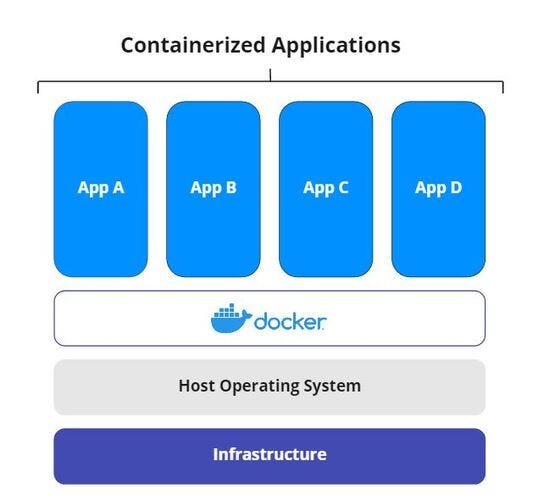 Containerized Applications
App A
App B
App C
App D
docker
Host Operating System
Infrastructure